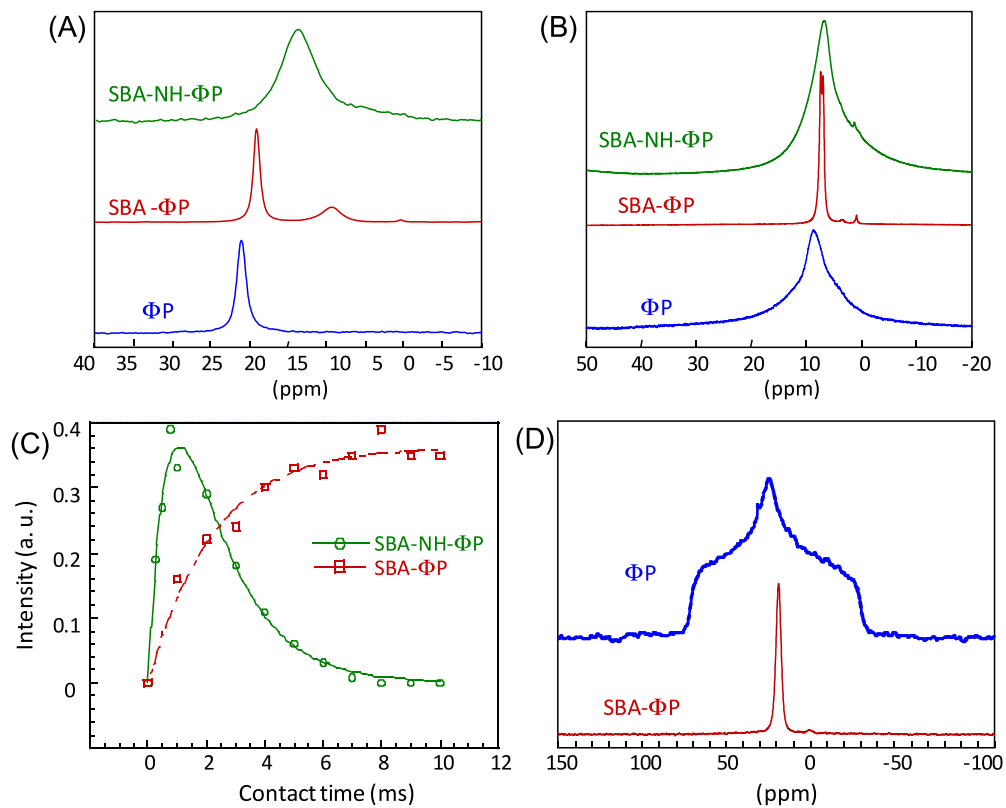 (A)
SBA-NH-ΦP
SBA -ΦP
ΦP
40 35 30 25 20 15 10 5 0 -5 -10
(ppm)
(B)
SBA-NH-ΦP
SBA-ΦP
ΦP
50 40 30 20 10 0 -10 -20
(ppm)
(C)
Intensity (a. u.)
0.4
0.3
0.2
0.1
0
SBA-NH-ΦP
SBA-ΦP
0 2 4 6 8 10 12
Contact time (ms)
(D)
ΦP
SBA-ΦP
150 100 50 0 -50 -100
(ppm)